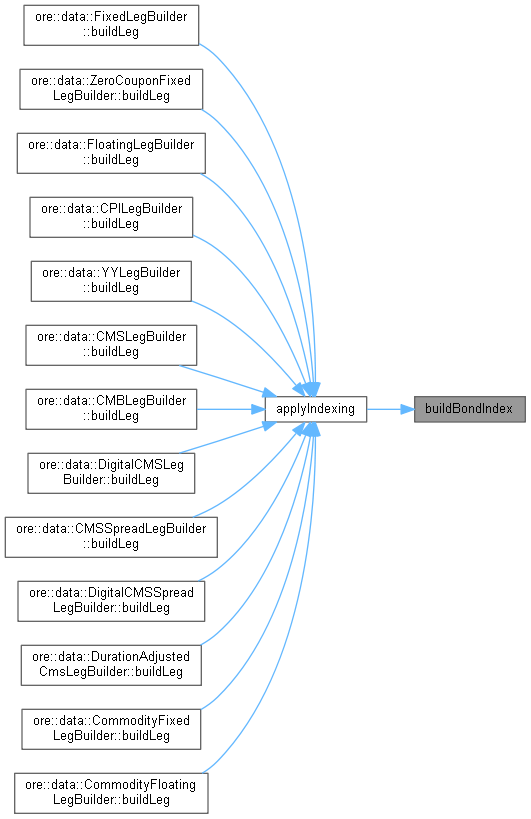 ore::data::FixedLegBuilder
::buildLeg
ore::data::ZeroCouponFixed
LegBuilder::buildLeg
ore::data::FloatingLegBuilder
::buildLeg
ore::data::CPILegBuilder
::buildLeg
ore::data::YYLegBuilder
::buildLeg
ore::data::CMSLegBuilder
::buildLeg
ore::data::CMBLegBuilder
::buildLeg
applyIndexing
buildBondIndex
ore::data::DigitalCMSLeg
Builder::buildLeg
ore::data::CMSSpreadLegBuilder
::buildLeg
ore::data::DigitalCMSSpread
LegBuilder::buildLeg
ore::data::DurationAdjusted
CmsLegBuilder::buildLeg
ore::data::CommodityFixed
LegBuilder::buildLeg
ore::data::CommodityFloating
LegBuilder::buildLeg